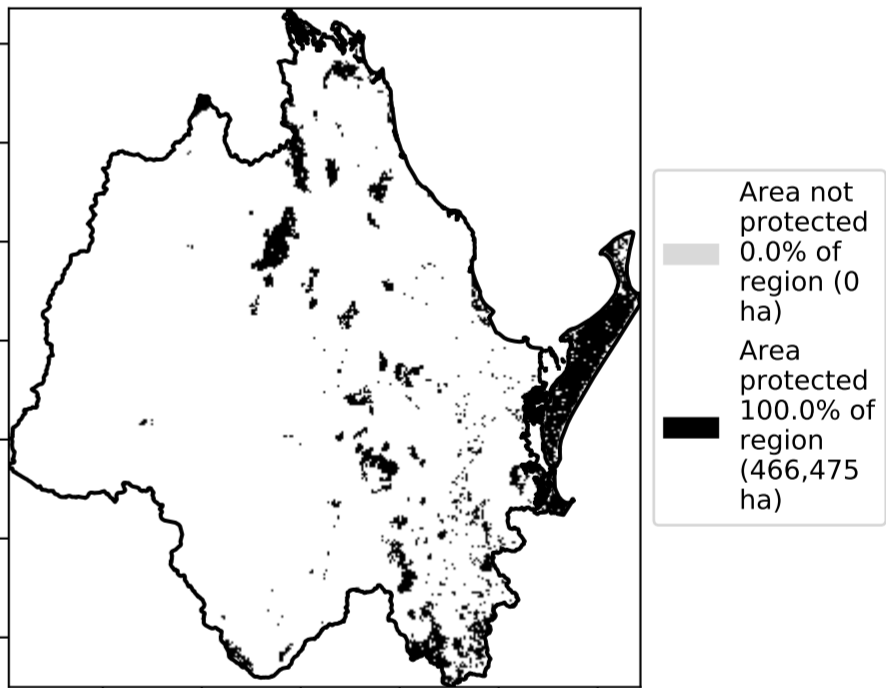 Area not
protected
0.0% of
region (0
ha)
Area
protected
100.0% of
region
(466,475
ha)